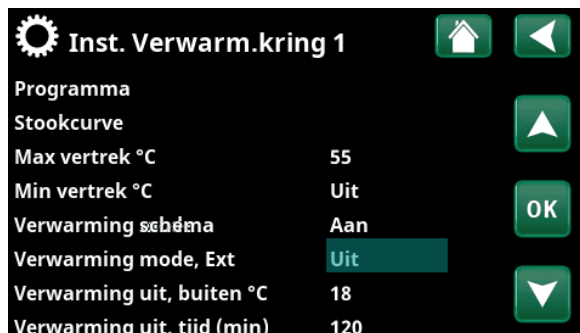 Inst. Verwarm.kring 1
Programma
Stookcurve
Max vertrek °C 55
Min vertrek °C Uit
Verwarming Aan
OK
Verwarming mode, Ext Uit
Verwarming uit, buiten °C 18
Verwarming uit, tijd (min) 120